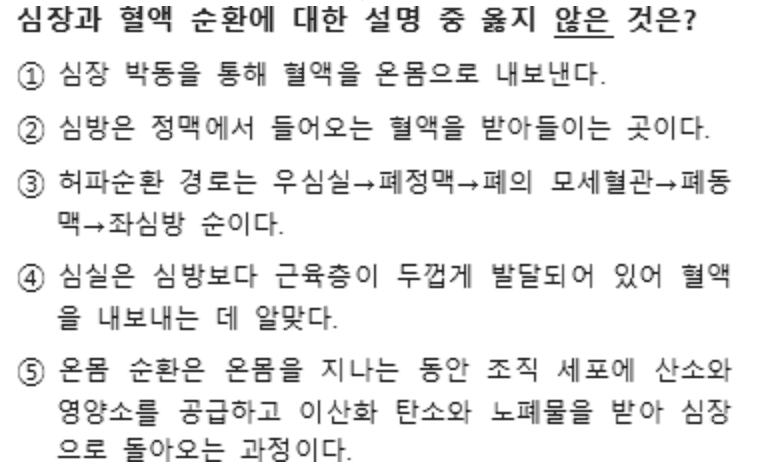 심장과 혈액 순환에 대한 설명 중 옳지 않은 것은?
① 심장 박동을 통해 혈액을 온몸으로 내보낸다.
② 심방은 정맥에서 들어오는 혈액을 받아들이는 곳이다.
③ 허파순환 경로는 우심실→폐정맥→폐의 모세혈관→폐동
맥→좌심방 순이다.
④ 심실은 심방보다 근육층이 두껍게 발달되어 있어 혈액
을 내보내는 데 알맞다.
⑤ 온몸 순환은 온몸을 지나는 동안 조직 세포에 산소와
영양소를 공급하고 이산화 탄소와 노폐물을 받아 심장
으로 돌아오는 과정이다.